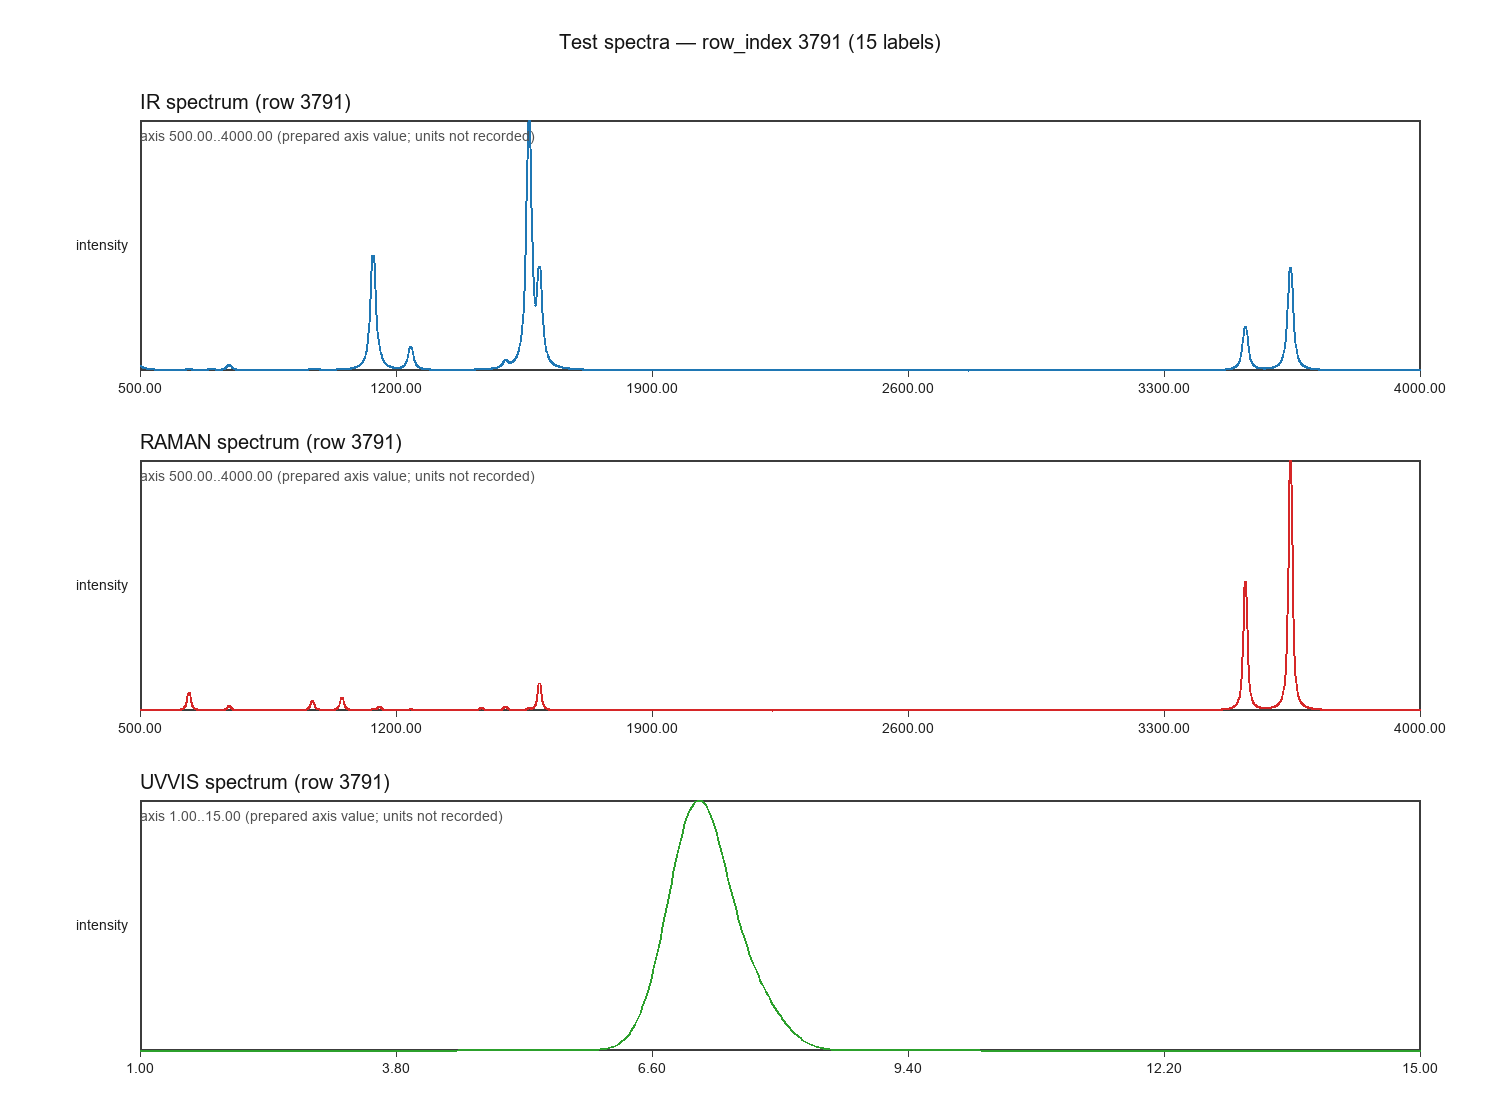 Test spectra — row_index 3791 (15 labels)
IR spectrum (row 3791)
axis 500.00..4000.00 (prepared axis value; units not recorded)
intensity
500.00 1200.00 1900.00 2600.00 3300.00 4000.00
RAMAN spectrum (row 3791)
axis 500.00..4000.00 (prepared axis value; units not recorded)
intensity
500.00 1200.00 1900.00 2600.00 3300.00 4000.00
UVVIS spectrum (row 3791)
axis 1.00..15.00 (prepared axis value; units not recorded)
intensity
1.00 3.80 6.60 9.40 12.20 15.00